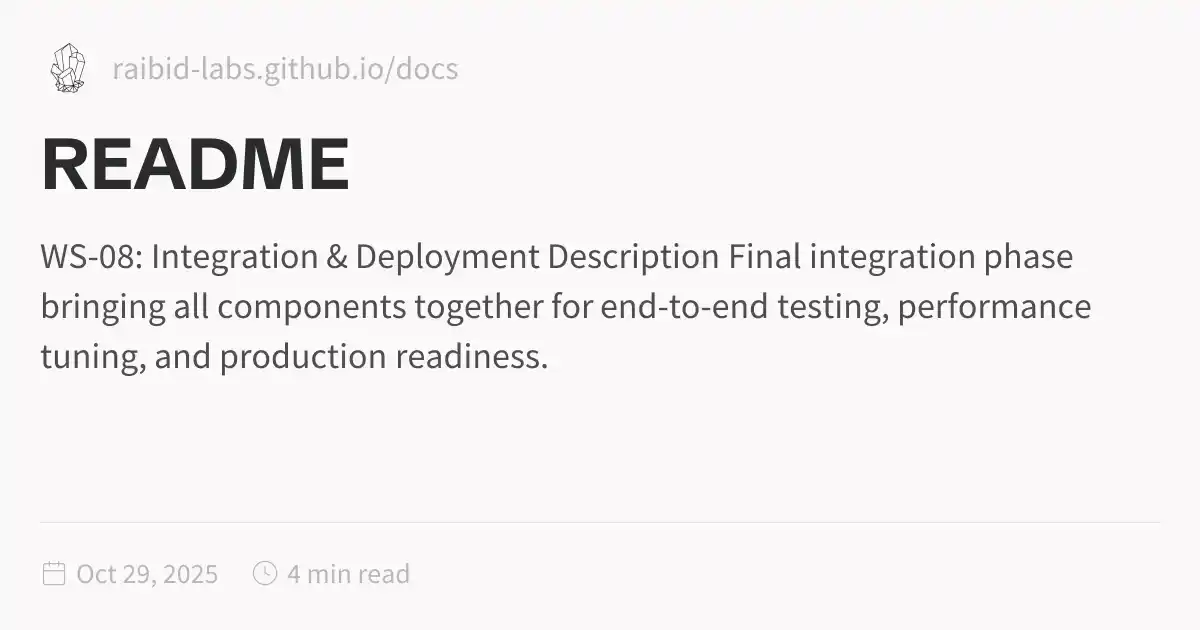 raibid-labs.github.io/docs
README
WS-08: Integration & Deployment Description Final integration phase
bringing all components together for end-to-end testing, performance
tuning, and production readiness.
Oct 29, 2025 4 min read